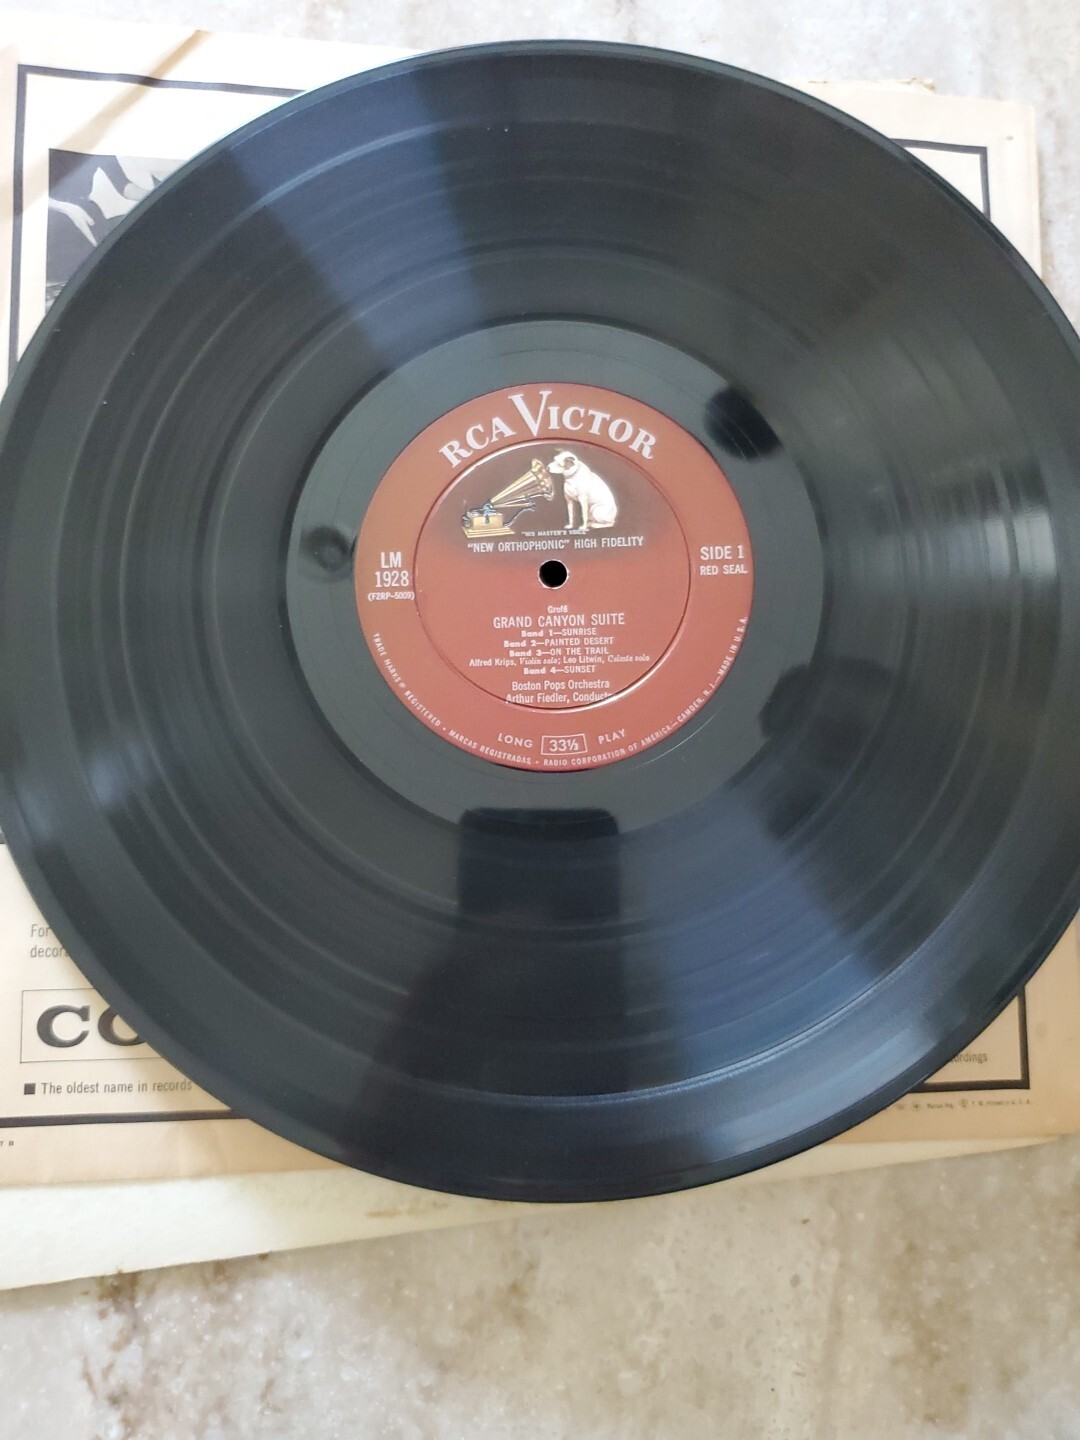 RCA VICTOR
"HIS MASTER'S VOICE"
"NEW ORTHOPHONIC" HIGH FIDELITY
LM
1928
(F2RP-5009)
SIDE 1
RED SEAL
Grofé
GRAND CANYON SUITE
Band 1—SUNRISE
Band 2—PAINTED DESERT
Band 3—ON THE TRAIL
Alfred Krips, Violin solo; Leo Litwin, Celesta solo
Band 4—SUNSET
Boston Pops Orchestra
Arthur Fiedler, Conducto
LONG 33⅓ PLAY
TRADE MARKS ® REGISTERED • MARCAS REGISTRADAS • RADIO CORPORATION OF AMERICA—CAMDEN, N.J.—MADE IN U.S.A.
For
decora
CO
■ The oldest name in records
ordings